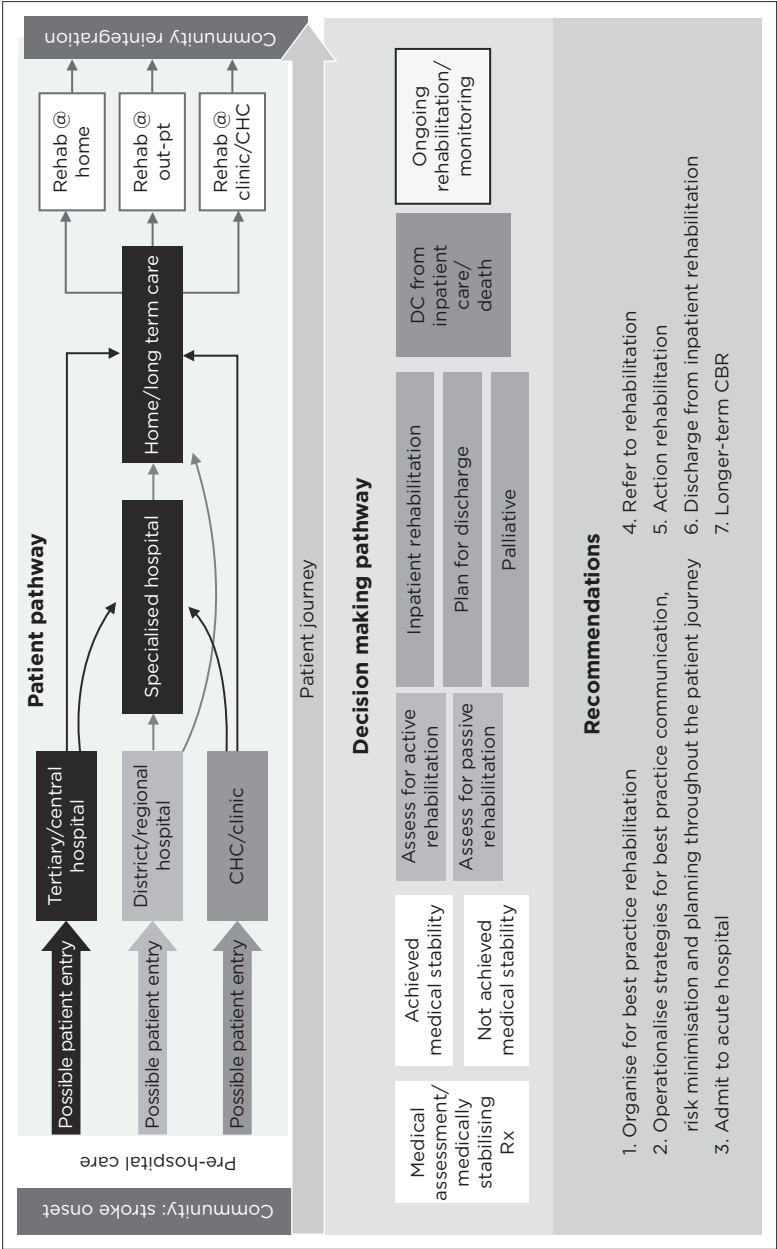 Patient pathway
Community: stroke onset
Pre-hospital care
Possible patient entry
Possible patient entry
Possible patient entry
Tertiary/central
hospital
District/regional
hospital
CHC/clinic
Specialised hospital
Home/long term care
Rehab @
home
Rehab @
out-pt
Rehab @
clinic/CHC
Community reintegration
Patient journey
Decision making pathway
Medical
assessment/
medically
stabilising
Rx
Achieved
medical stability
Not achieved
medical stability
Assess for active
rehabilitation
Assess for passive
rehabilitation
Inpatient rehabilitation
Plan for discharge
Palliative
DC from
inpatient
care/
death
Ongoing
rehabilitation/
monitoring
Recommendations
1. Organise for best practice rehabilitation
2. Operationalise strategies for best practice communication,
risk minimisation and planning throughout the patient journey
3. Admit to acute hospital
4. Refer to rehabilitation
5. Action rehabilitation
6. Discharge from inpatient rehabilitation
7. Longer-term CBR